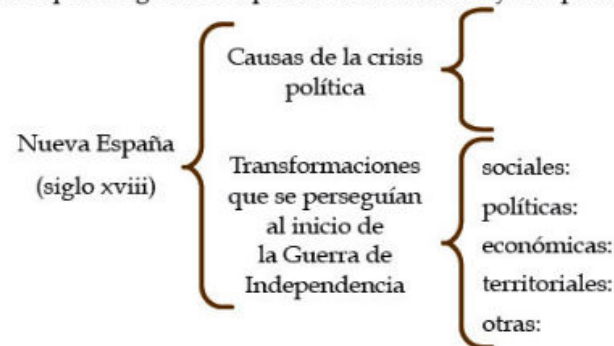 Nueva España
(siglo xviii)
Causas de la crisis
política
Transformaciones
que se perseguían
al inicio de
la Guerra de
Independencia
sociales:
políticas:
económicas:
territoriales:
otras: